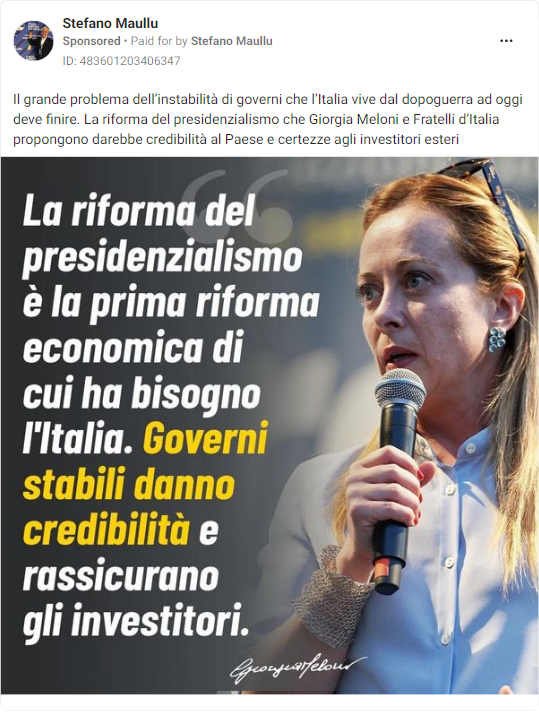 Stefano Maullu
Sponsored • Paid for by Stefano Maullu
ID: 483601203406347
Il grande problema dell'instabilità di governi che l'Italia vive dal dopoguerra ad oggi
deve finire. La riforma del presidenzialismo che Giorgia Meloni e Fratelli d'Italia
propongono darebbe credibilità al Paese e certezze agli investitori esteri
La riforma del
presidenzialismo
è la prima riforma
economica di
cui ha bisogno
l'Italia. Governi
stabili danno
credibilità e
rassicurano
gli investitori.
Giorgia Meloni